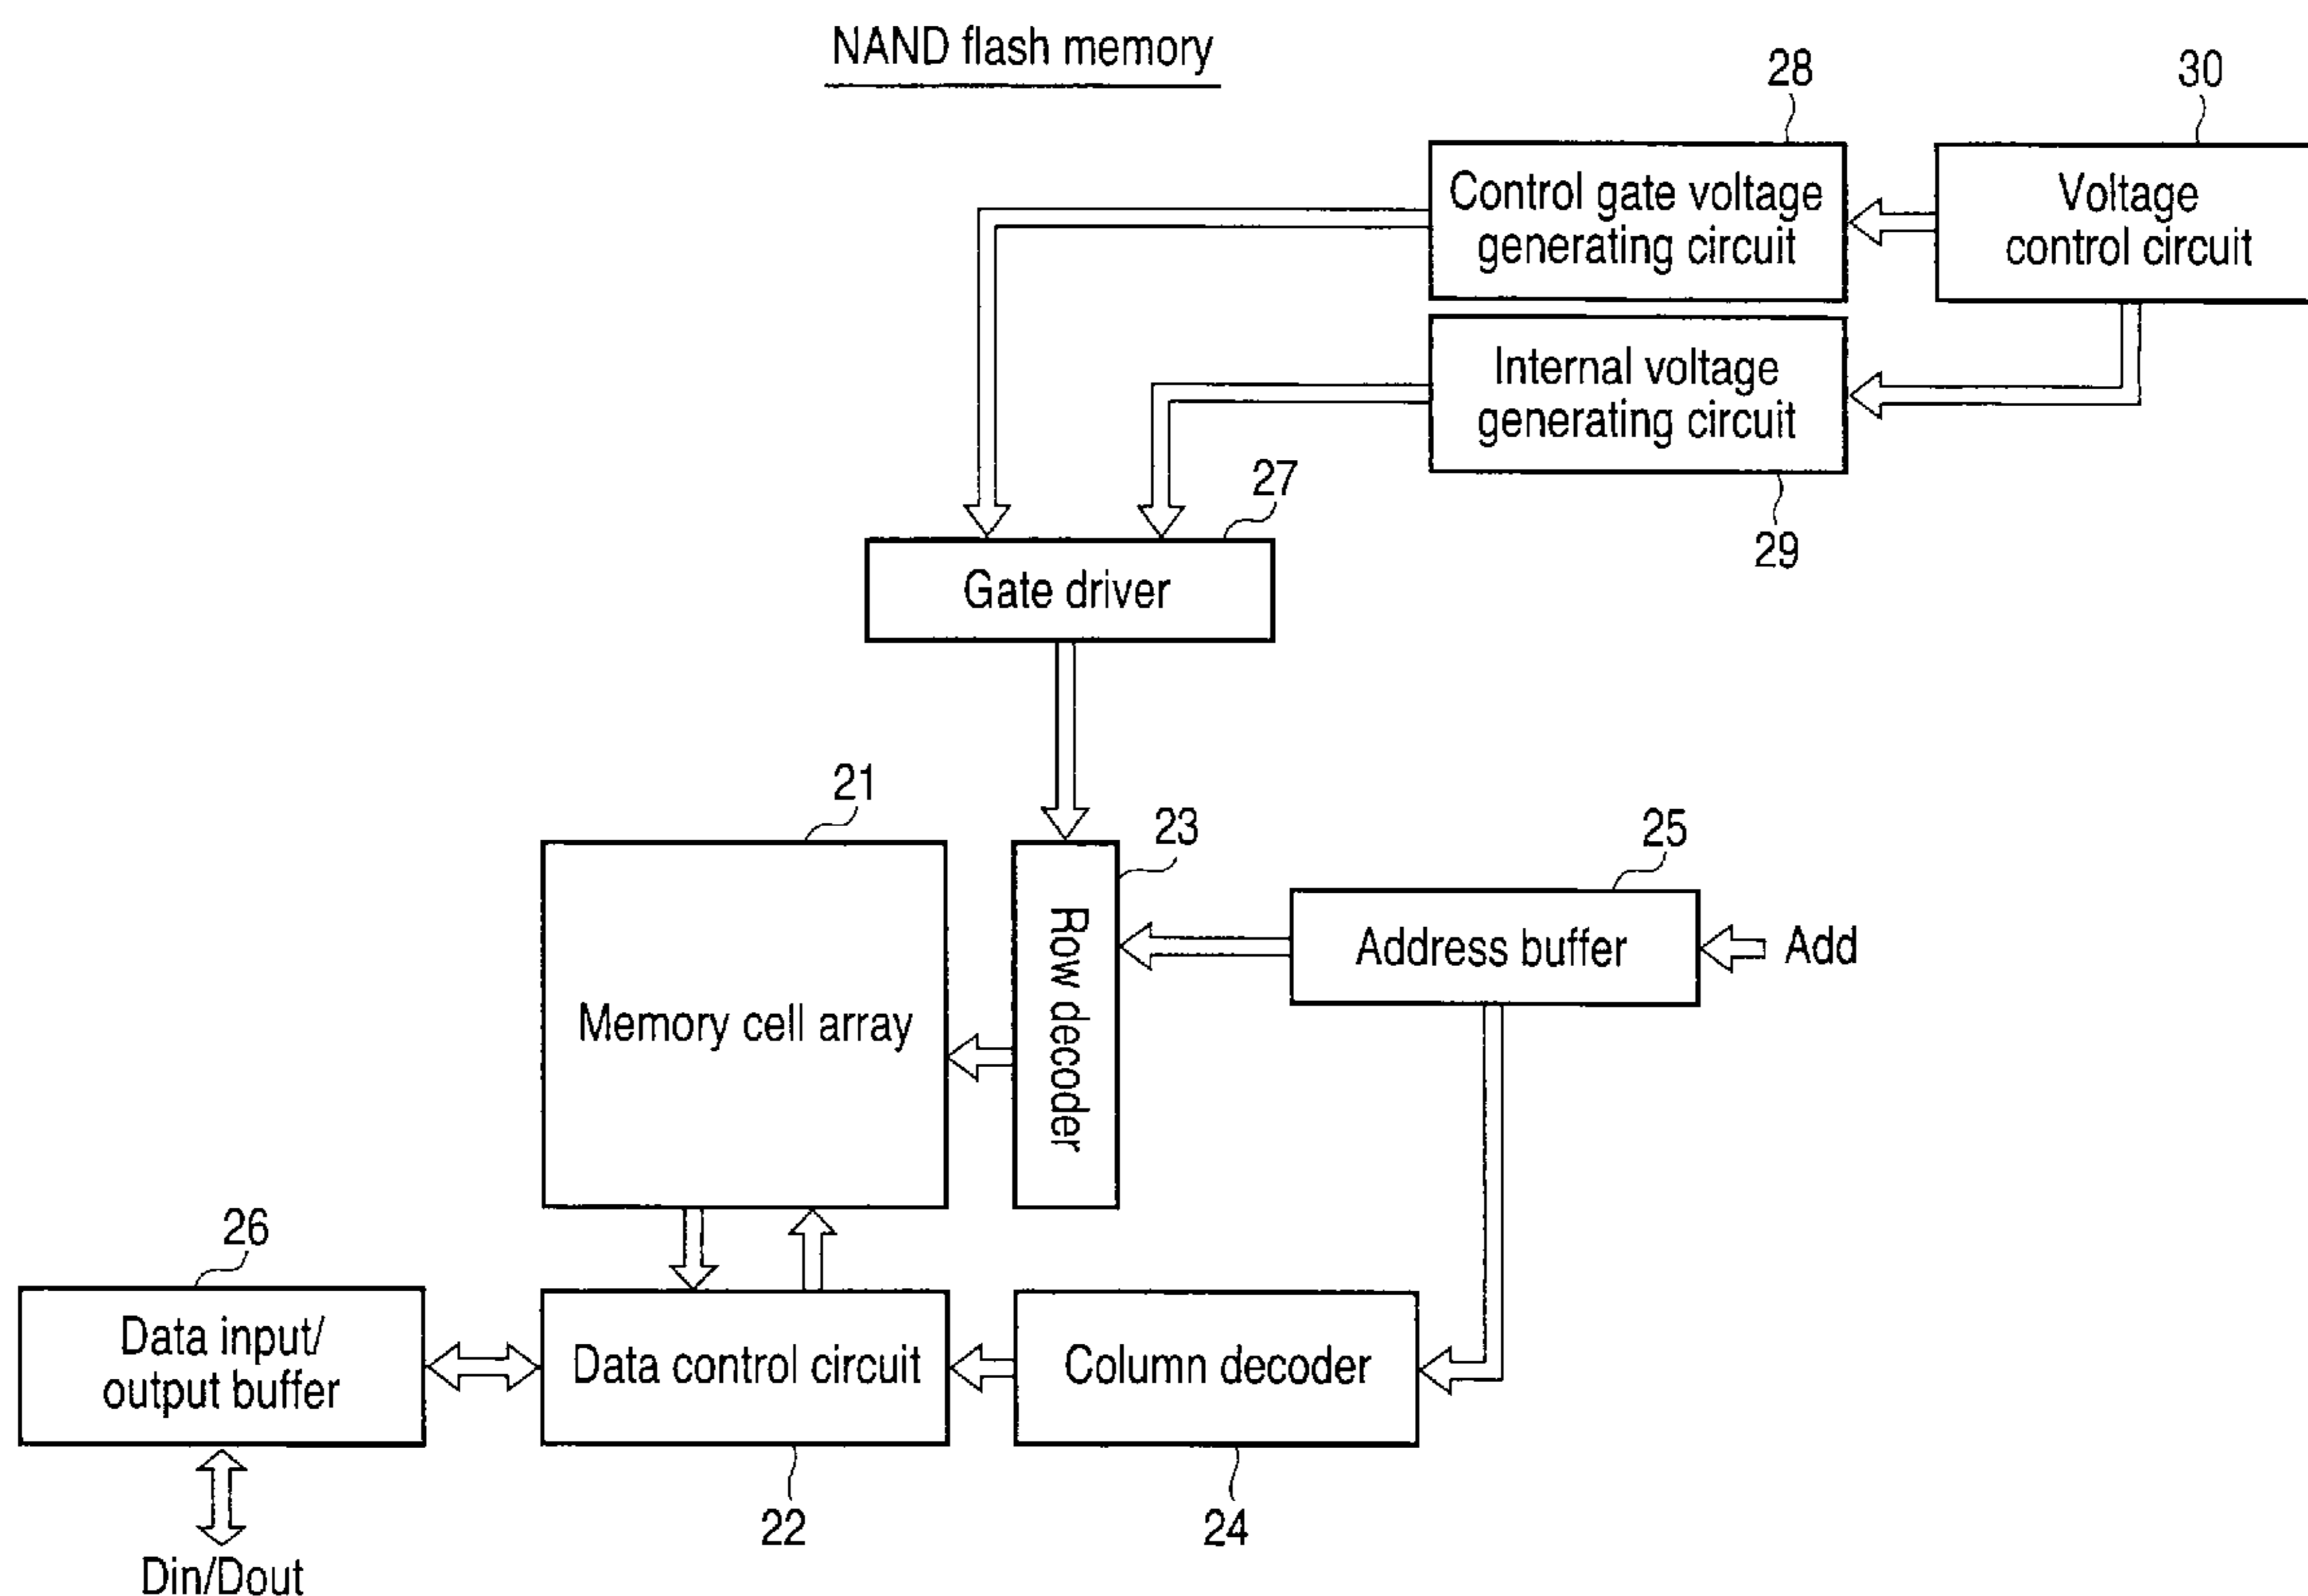 NAND flash memory
28
30
Control gate voltage
generating circuit
Voltage
control circuit
Internal voltage
generating circuit
27
29
Gate driver
21
23
25
Row decoder
Address buffer
Add
Memory cell array
26
Data input/
output buffer
Data control circuit
Column decoder
22
24
Din/Dout